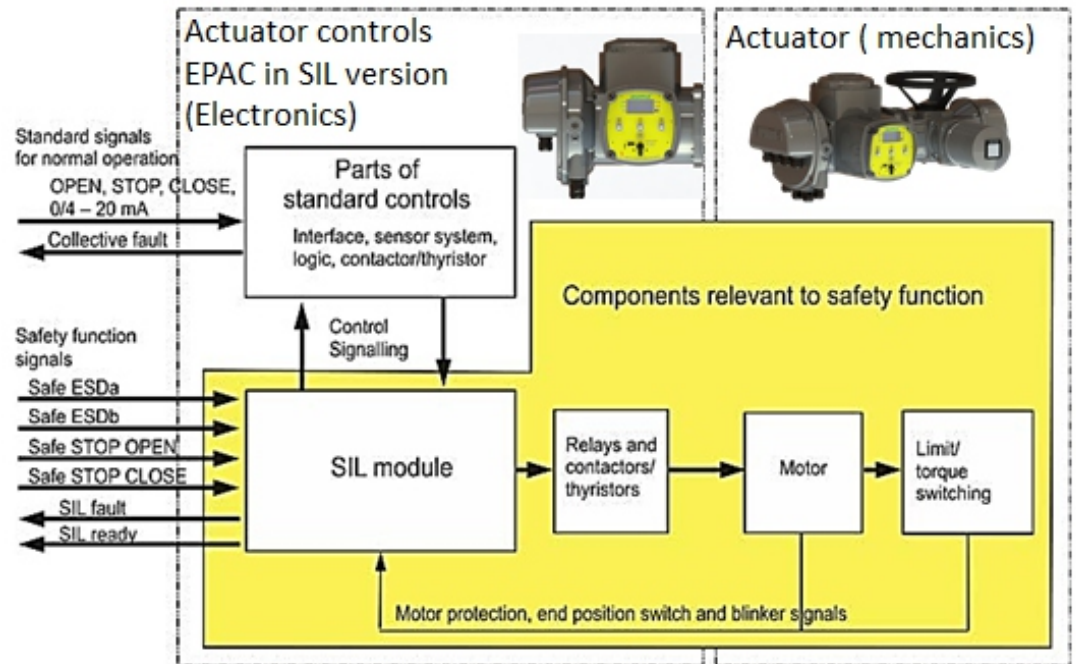 Actuator controls
EPAC in SIL version
(Electronics)
Actuator ( mechanics)
Standard signals
for normal operation
OPEN, STOP, CLOSE,
0/4 – 20 mA
Collective fault
Parts of
standard controls
Interface, sensor system,
logic, contactor/thyristor
Components relevant to safety function
Control
Signalling
Safety function
signals
Safe ESDa
Safe ESDb
Safe STOP OPEN
Safe STOP CLOSE
SIL fault
SIL ready
SIL module
Relays and
contactors/
thyristors
Motor
Limit/
torque
switching
Motor protection, end position switch and blinker signals